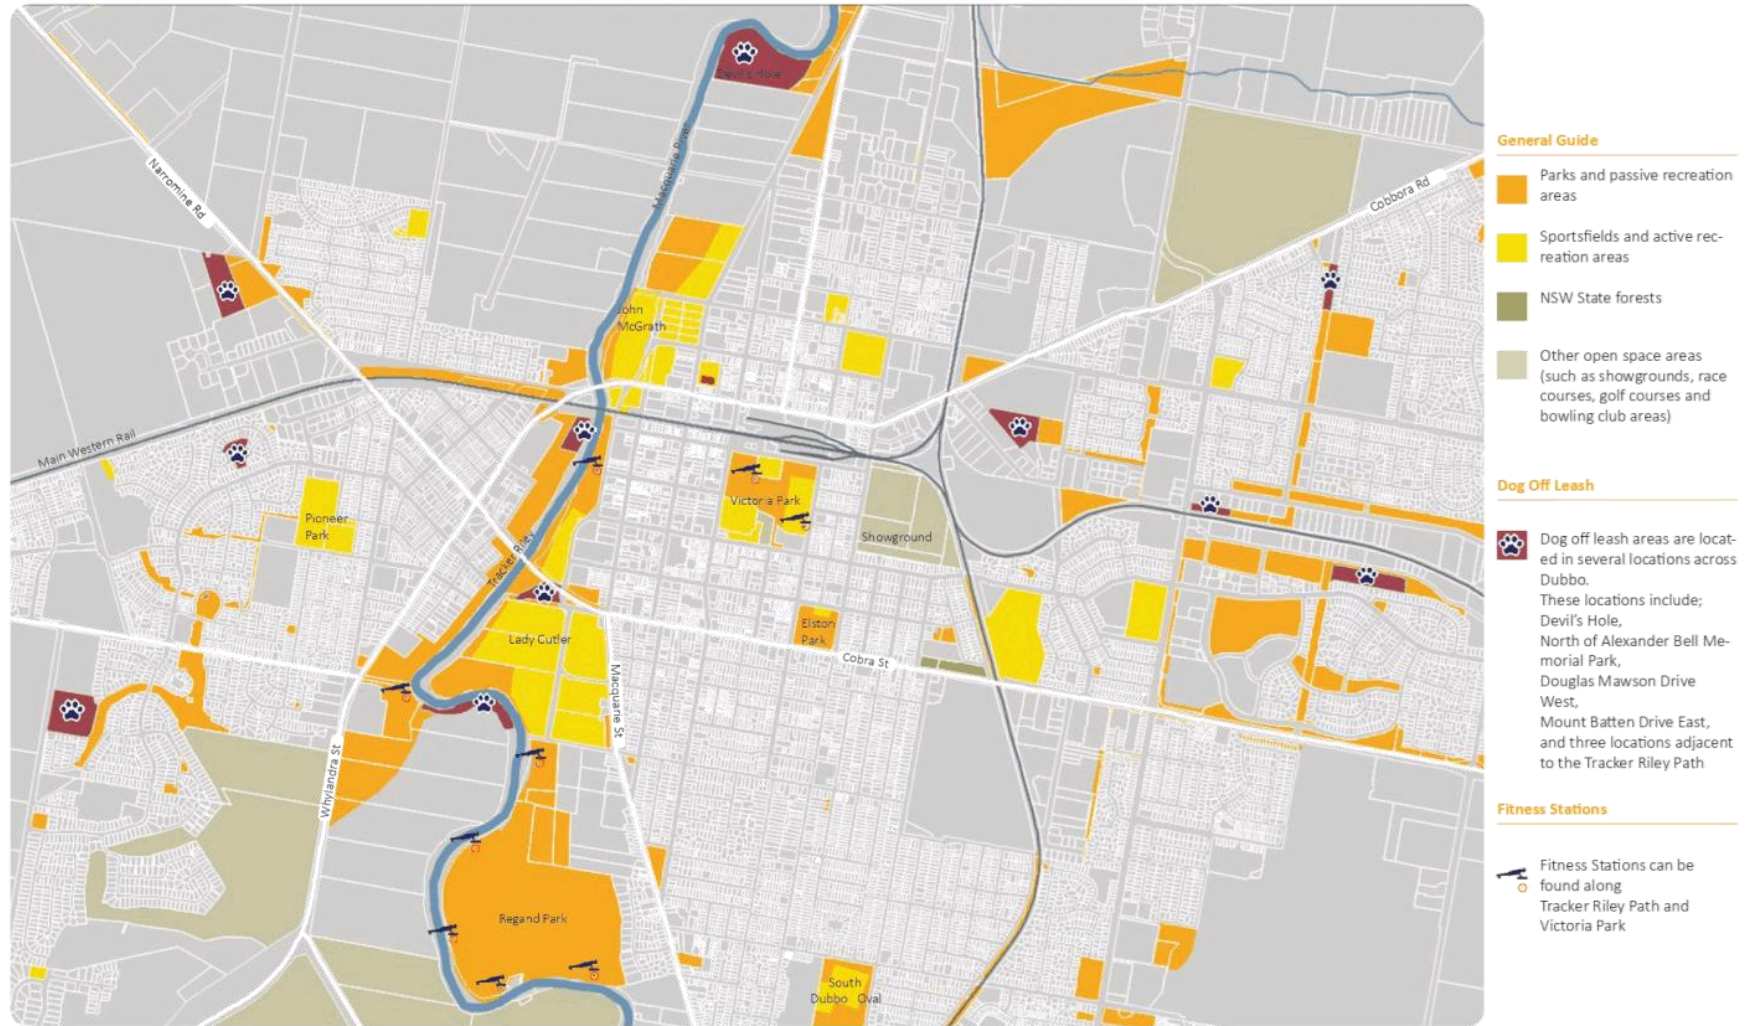 Devil's Hole
Macquarie River
Narromine Rd
Cobbora Rd
John
McGrath
Main Western Rail
Pioneer
Park
Victoria Park
Showground
Tracker Riley
Lady Cutler
Elston
Park
Cobra St
Macquarie St
Whylandra St
Regand Park
South
Dubbo Oval
General Guide
Parks and passive recreation
areas
Sportsfields and active rec-
reation areas
NSW State forests
Other open space areas
(such as showgrounds, race
courses, golf courses and
bowling club areas)
Dog Off Leash
Dog off leash areas are locat-
ed in several locations across
Dubbo.
These locations include;
Devil's Hole,
North of Alexander Bell Me-
morial Park,
Douglas Mawson Drive
West,
Mount Batten Drive East,
and three locations adjacent
to the Tracker Riley Path
Fitness Stations
Fitness Stations can be
found along
Tracker Riley Path and
Victoria Park